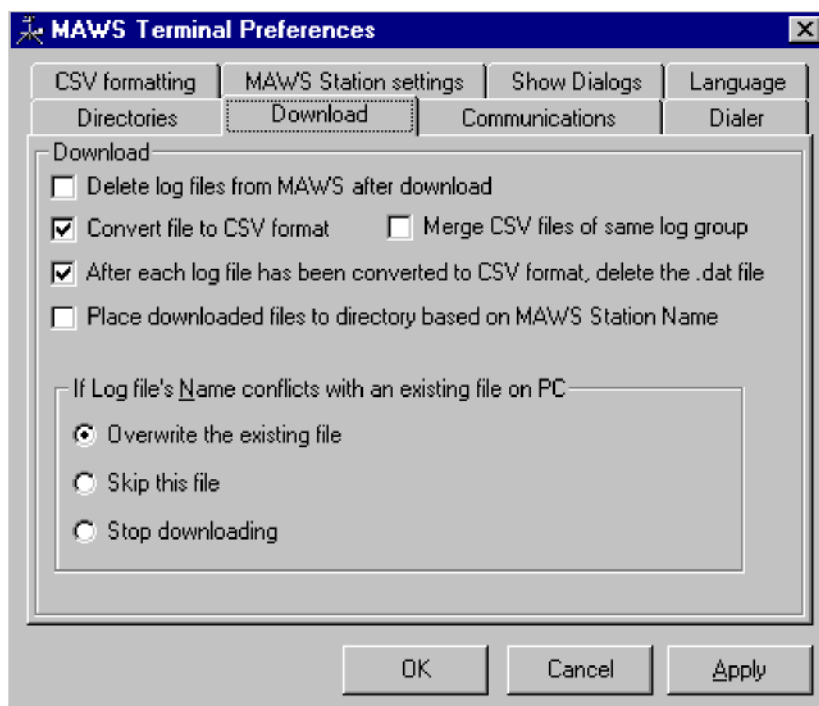 MAWS Terminal Preferences
CSV formatting MAWS Station settings Show Dialogs Language
Directories Download Communications Dialer
Download
Delete log files from MAWS after download
Convert file to CSV format Merge CSV files of same log group
After each log file has been converted to CSV format, delete the .dat file
Place downloaded files to directory based on MAWS Station Name
If Log file's Name conflicts with an existing file on PC
Overwrite the existing file
Skip this file
Stop downloading
OK Cancel Apply